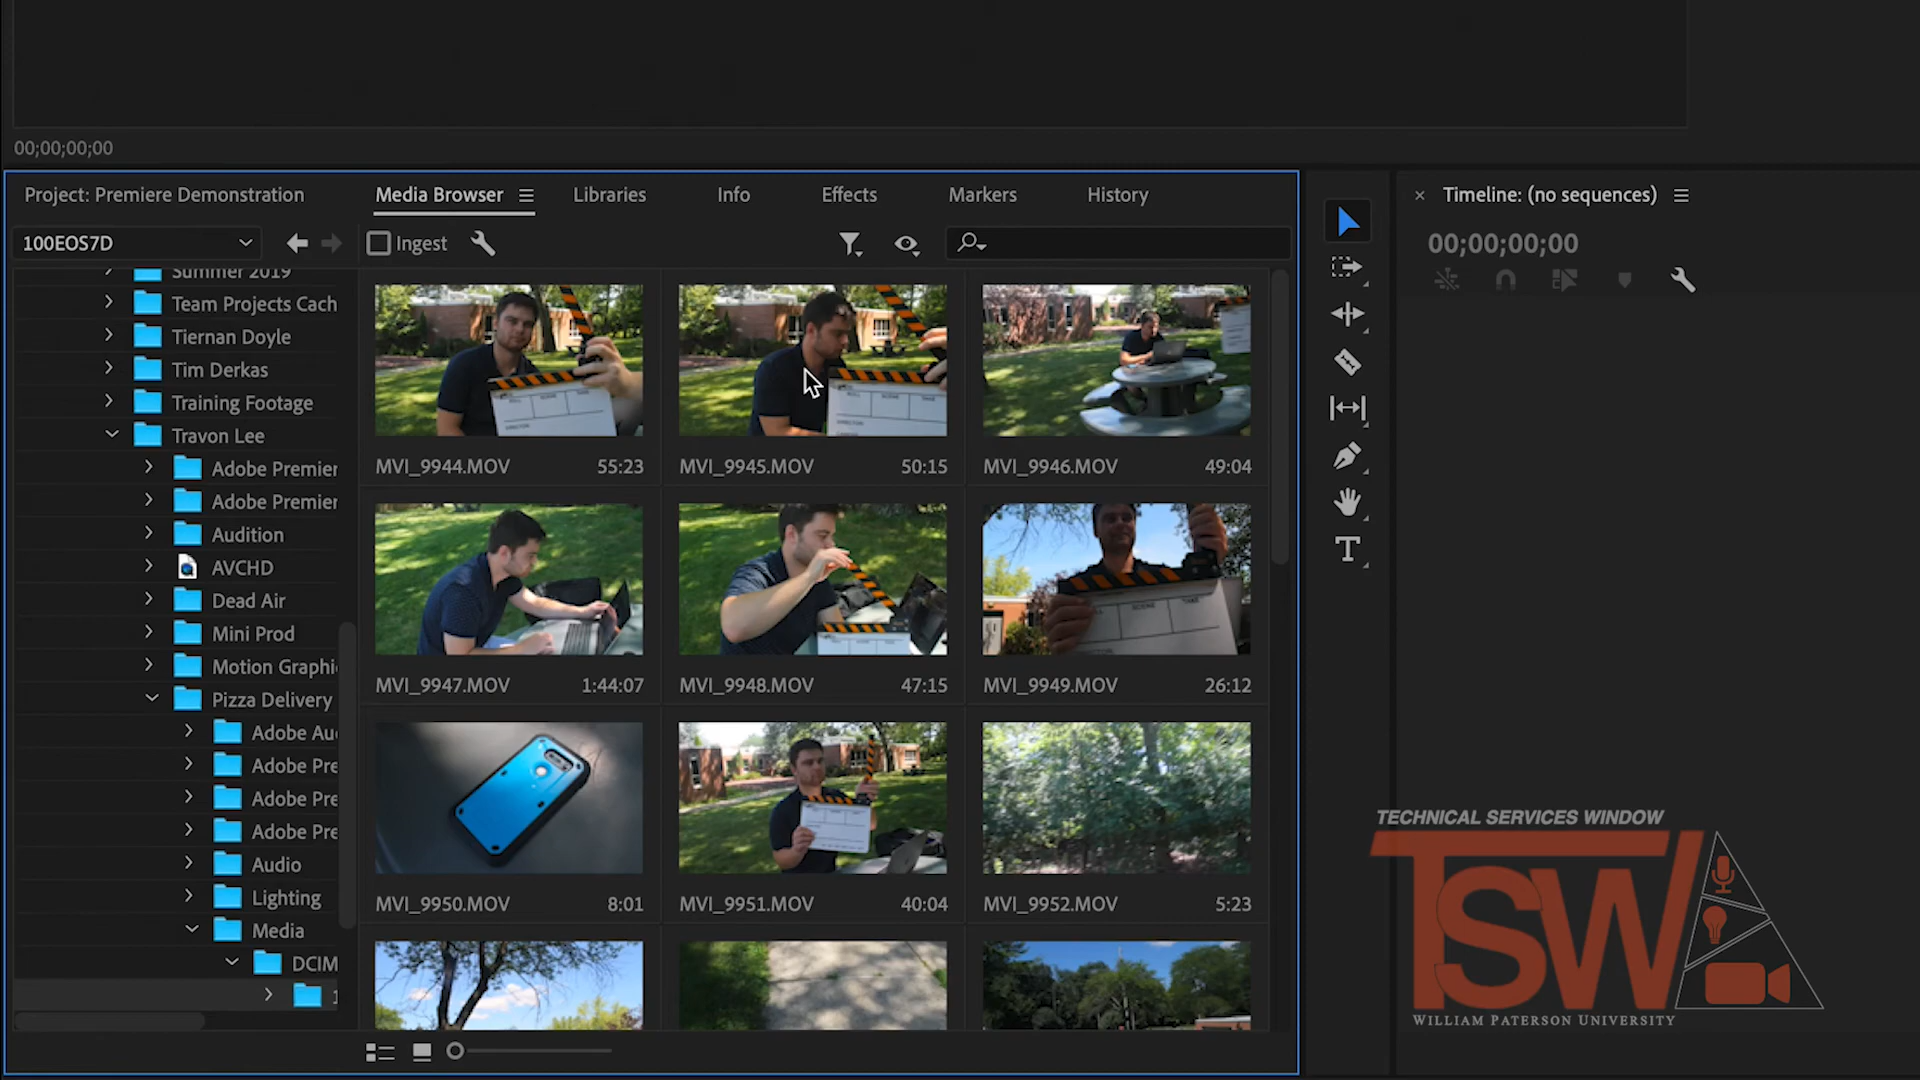 00;00;00;00
Project: Premiere Demonstration
Media Browser
Libraries
Info
Effects
Markers
History
Timeline: (no sequences)
100EOS7D
Ingest
00;00;00;00
Summer 2019
Team Projects Cach
Tiernan Doyle
Tim Derkas
Training Footage
Travon Lee
Adobe Premier
Adobe Premier
Audition
AVCHD
Dead Air
Mini Prod
Motion Graphi
Pizza Delivery
Adobe Au
Adobe Pre
Adobe Pre
Adobe Pre
Audio
Lighting
Media
DCIM
1
MVI_9944.MOV 55:23
MVI_9945.MOV 50:15
MVI_9946.MOV 49:04
MVI_9947.MOV 1:44:07
MVI_9948.MOV 47:15
MVI_9949.MOV 26:12
MVI_9950.MOV 8:01
MVI_9951.MOV 40:04
MVI_9952.MOV 5:23
TECHNICAL SERVICES WINDOW
TSW
WILLIAM PATERSON UNIVERSITY